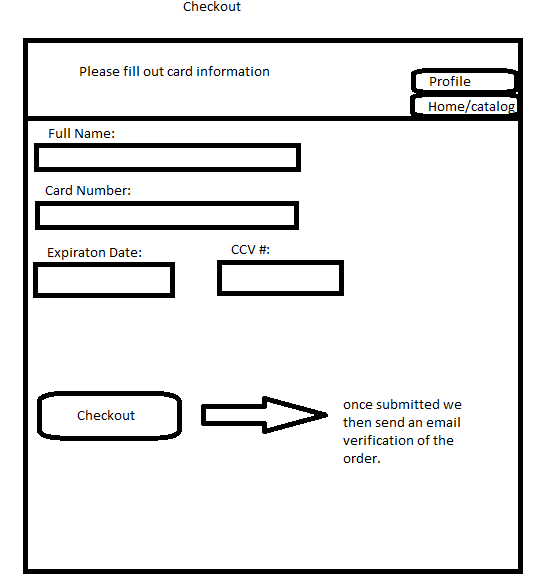 Checkout
Please fill out card information
Profile
Home/catalog
Full Name:
Card Number:
Expiraton Date:
CCV #:
Checkout
once submitted we
then send an email
verification of the
order.